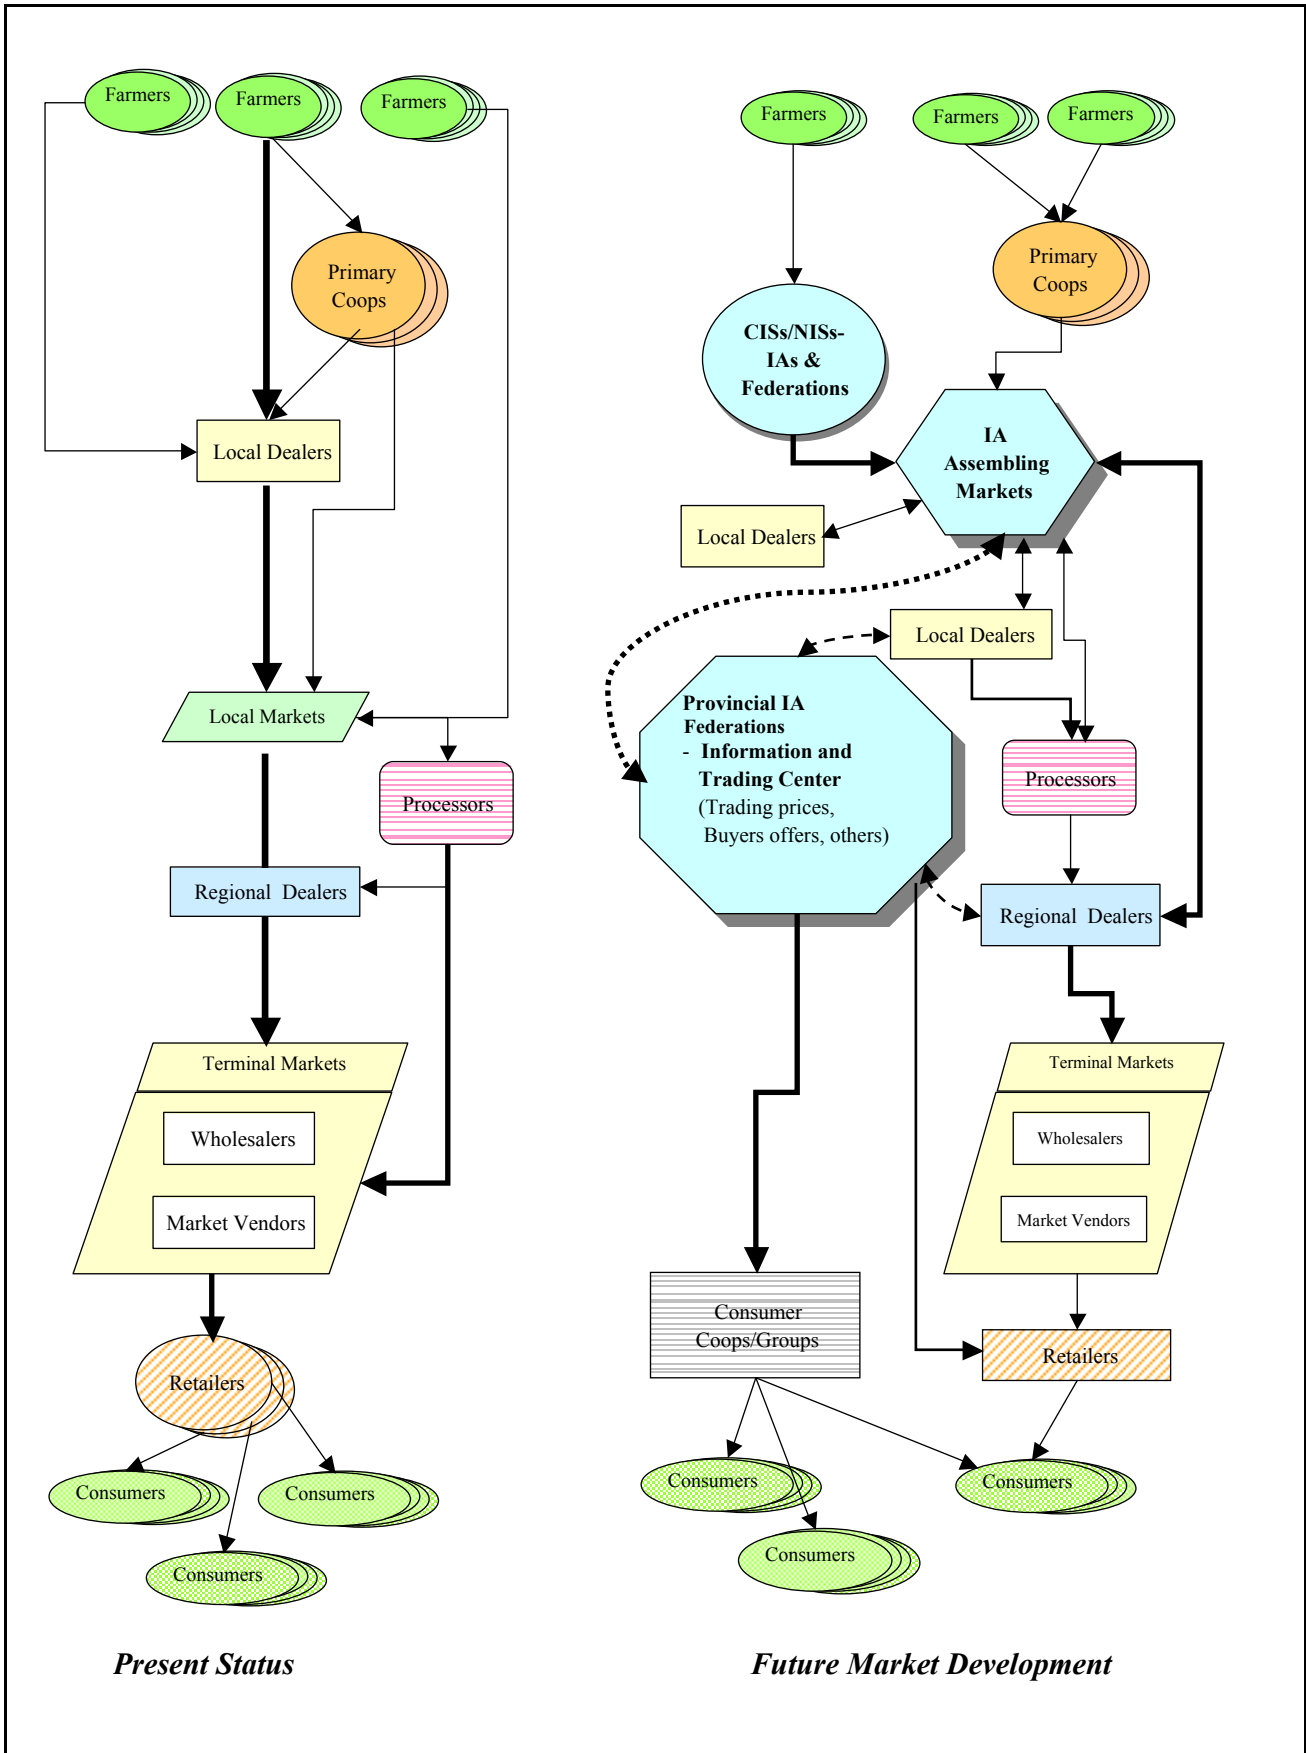 Farmers
Farmers
Farmers
Primary
Coops
Local Dealers
Local Markets
Processors
Regional Dealers
Terminal Markets
Wholesalers
Market Vendors
Retailers
Consumers
Consumers
Consumers
Present Status
Farmers
Farmers
Farmers
Primary
Coops
CISs/NISs-
IAs &
Federations
IA
Assembling
Markets
Local Dealers
Local Dealers
Provincial IA
Federations
- Information and
Trading Center
(Trading prices,
Buyers offers, others)
Processors
Regional Dealers
Terminal Markets
Wholesalers
Market Vendors
Consumer
Coops/Groups
Retailers
Consumers
Consumers
Consumers
Future Market Development